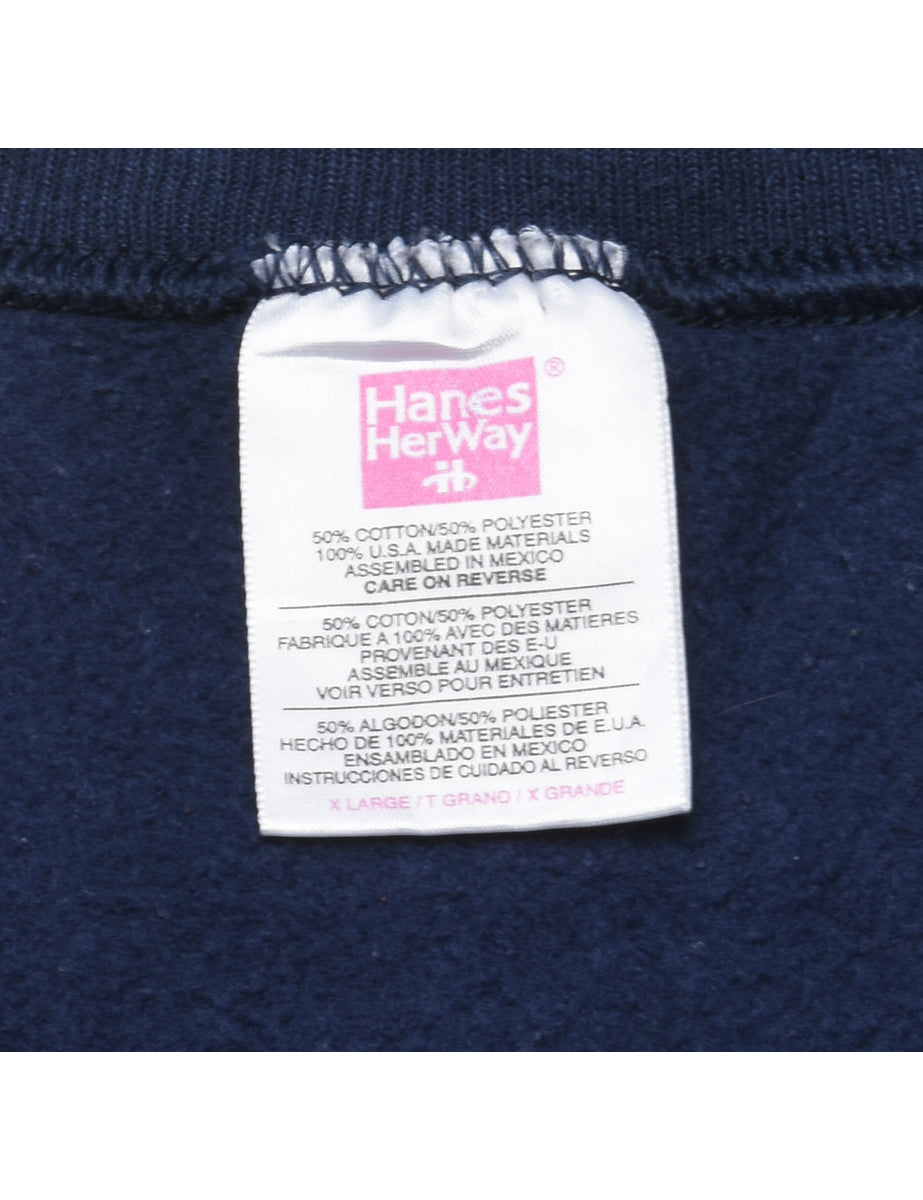 Hanes ®
HerWay
50% COTTON/50% POLYESTER
100% U.S.A. MADE MATERIALS
ASSEMBLED IN MEXICO
CARE ON REVERSE
50% COTON/50% POLYESTER
FABRIQUE A 100% AVEC DES MATIERES
PROVENANT DES E-U
ASSEMBLE AU MEXIQUE
VOIR VERSO POUR ENTRETIEN
50% ALGODON/50% POLIESTER
HECHO DE 100% MATERIALES DE E.U.A.
ENSAMBLADO EN MEXICO
INSTRUCCIONES DE CUIDADO AL REVERSO
X LARGE / T GRAND / X GRANDE